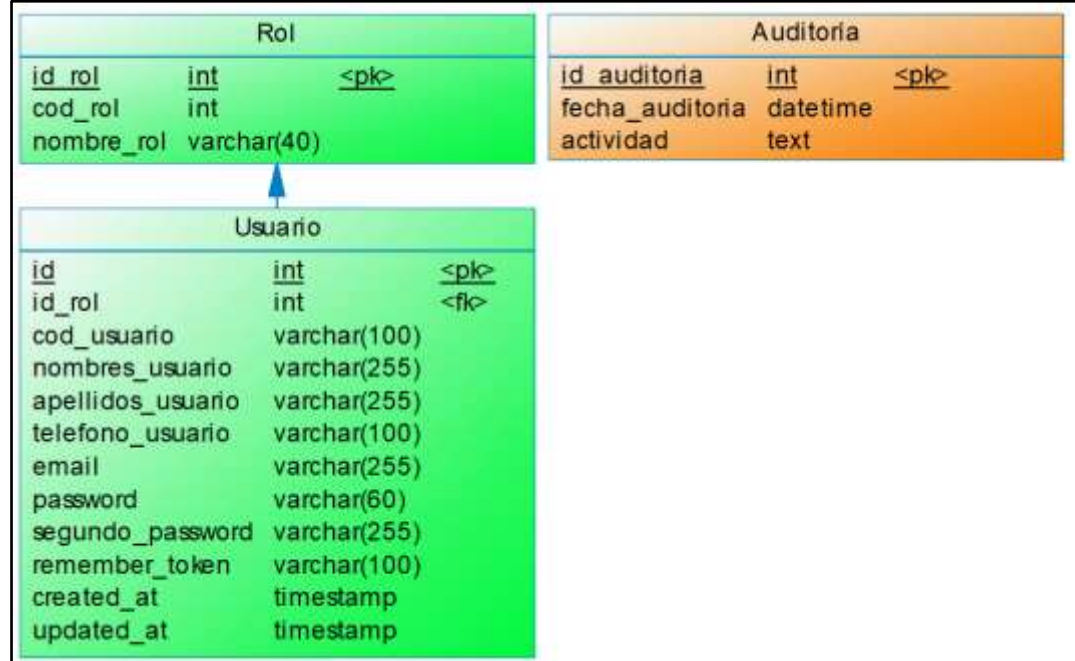 Rol
id_rol int <pk>
cod_rol int
nombre_rol varchar(40)
Auditoría
id_auditoria int <pk>
fecha_auditoria datetime
actividad text
Usuario
id int <pk>
id_rol int <fk>
cod_usuario varchar(100)
nombres_usuario varchar(255)
apellidos_usuario varchar(255)
telefono_usuario varchar(100)
email varchar(255)
password varchar(60)
segundo_password varchar(255)
remember_token varchar(100)
created_at timestamp
updated_at timestamp